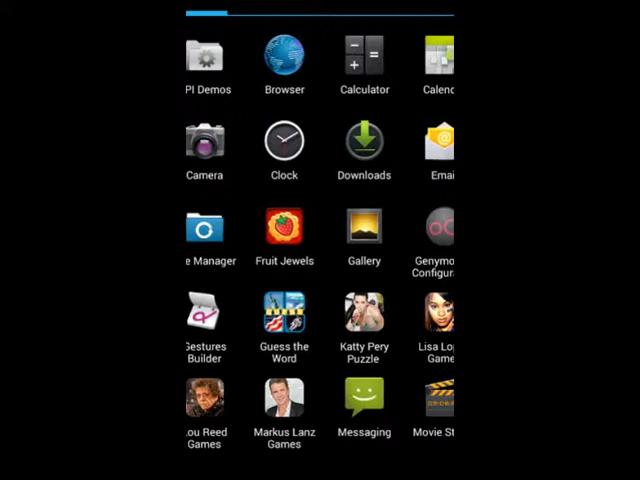 PI Demos
Browser
Calculator
Calend
Camera
Clock
Downloads
Emai
e Manager
Fruit Jewels
Gallery
Genymo
Configura
Gestures
Builder
Guess the
Word
Katty Pery
Puzzle
Lisa Lop
Game
Lou Reed
Games
Markus Lanz
Games
Messaging
Movie St